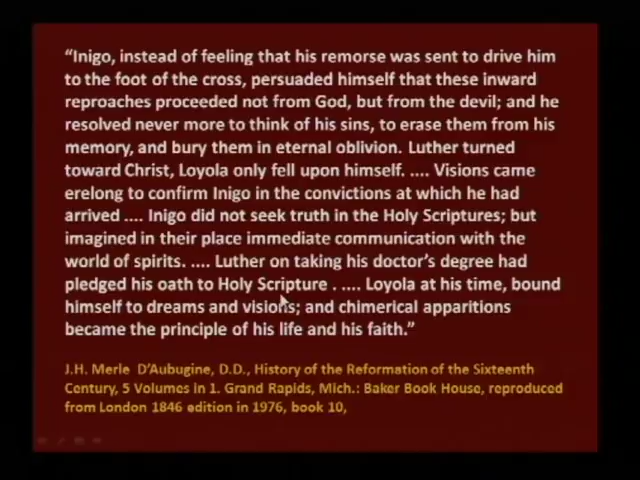 “Inigo, instead of feeling that his remorse was sent to drive him
to the foot of the cross, persuaded himself that these inward
reproaches proceeded not from God, but from the devil; and he
resolved never more to think of his sins, to erase them from his
memory, and bury them in eternal oblivion. Luther turned
toward Christ, Loyola only fell upon himself. .... Visions came
erelong to confirm Inigo in the convictions at which he had
arrived .... Inigo did not seek truth in the Holy Scriptures; but
imagined in their place immediate communication with the
world of spirits. .... Luther on taking his doctor’s degree had
pledged his oath to Holy Scripture . .... Loyola at his time, bound
himself to dreams and visions; and chimerical apparitions
became the principle of his life and his faith.”
J.H. Merle D’Aubugine, D.D., History of the Reformation of the Sixteenth
Century, 5 Volumes in 1. Grand Rapids, Mich.: Baker Book House, reproduced
from London 1846 edition in 1976, book 10,